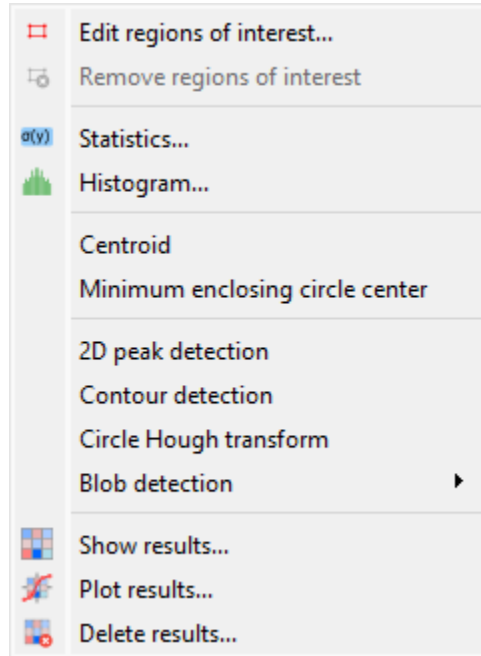 Edit regions of interest...
Remove regions of interest
σ(y) Statistics...
Histogram...
Centroid
Minimum enclosing circle center
2D peak detection
Contour detection
Circle Hough transform
Blob detection
Show results...
Plot results...
Delete results...